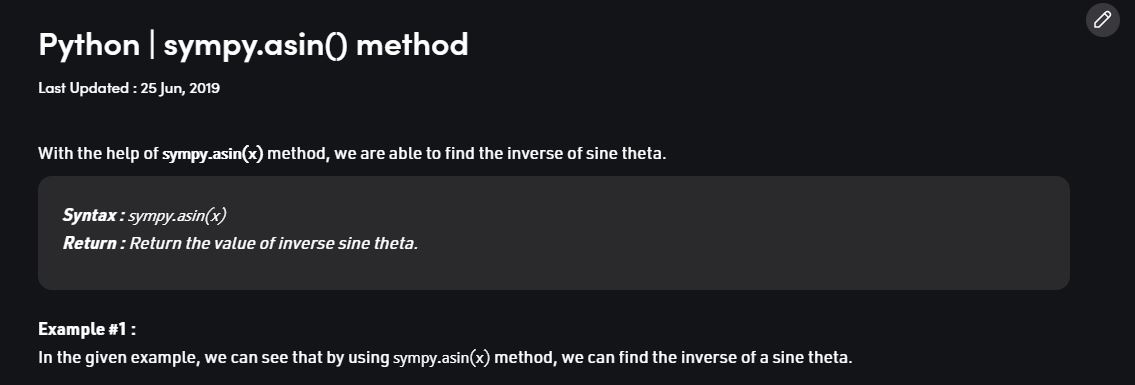 Python | sympy.asin() method
Last Updated : 25 Jun, 2019
With the help of sympy.asin(x) method, we are able to find the inverse of sine theta.
Syntax : sympy.asin(x)
Return : Return the value of inverse sine theta.
Example #1 :
In the given example, we can see that by using sympy.asin(x) method, we can find the inverse of a sine theta.